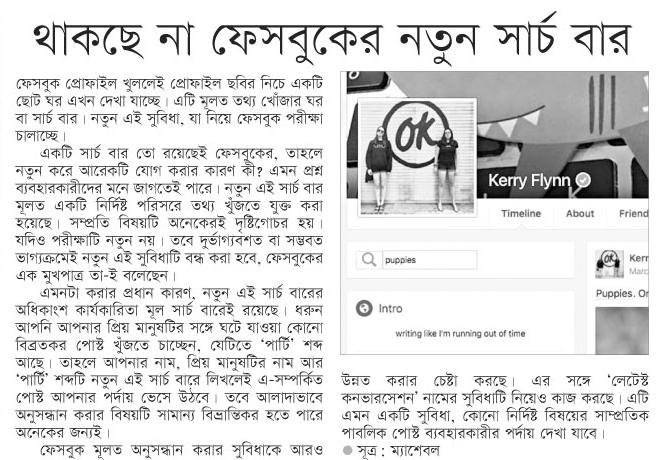 থাকছে না ফেসবুকের নতুন সার্চ বার
ফেসবুক প্রোফাইল খুললেই প্রোফাইল ছবির নিচে একটি
ছোট ঘর এখন দেখা যাচ্ছে। এটি মূলত তথ্য খোঁজার ঘর
বা সার্চ বার। নতুন এই সুবিধা, যা নিয়ে ফেসবুক পরীক্ষা
চালাচ্ছে।
একটি সার্চ বার তো রয়েছেই ফেসবুকের, তাহলে
নতুন করে আরেকটি যোগ করার কারণ কী? এমন প্রশ্ন
ব্যবহারকারীদের মনে জাগতেই পারে। নতুন এই সার্চ বার
মূলত একটি নির্দিষ্ট পরিসরে তথ্য খুঁজতে যুক্ত করা
হয়েছে। সম্প্রতি বিষয়টি অনেকেরই দৃষ্টিগোচর হয়।
যদিও পরীক্ষাটি নতুন নয়। তবে দুর্ভাগ্যবশত বা সম্ভবত
ভাগ্যক্রমেই নতুন এই সুবিধাটি বন্ধ করা হবে, ফেসবুকের
এক মুখপাত্র তা-ই বলেছেন।
এমনটা করার প্রধান কারণ, নতুন এই সার্চ বারের
অধিকাংশ কার্যকারিতা মূল সার্চ বারেই রয়েছে। ধরুন
আপনি আপনার প্রিয় মানুষটির সঙ্গে ঘটে যাওয়া কোনো
বিব্রতকর পোস্ট খুঁজতে চাচ্ছেন, যেটিতে ‘পার্টি’ শব্দ
আছে। তাহলে আপনার নাম, প্রিয় মানুষটির নাম আর
‘পার্টি’ শব্দটি নতুন এই সার্চ বারে লিখলেই এ-সম্পর্কিত
পোস্ট আপনার পর্দায় ভেসে উঠবে। তবে আলাদাভাবে
অনুসন্ধান করার বিষয়টি সামান্য বিভ্রান্তিকর হতে পারে
অনেকের জন্যই।
ফেসবুক মূলত অনুসন্ধান করার সুবিধাকে আরও
OK
Kerry Flynn
Timeline About Friend
puppies
Kerr
Marc
Puppies. Or
Intro
writing like I'm running out of time
উন্নত করার চেষ্টা করছে। এর সঙ্গে ‘লেটেস্ট
কনভারসেশন’ নামের সুবিধাটি নিয়েও কাজ করছে। এটি
এমন একটি সুবিধা, কোনো নির্দিষ্ট বিষয়ের সাম্প্রতিক
পাবলিক পোস্ট ব্যবহারকারীর পর্দায় দেখা যাবে।
● সূত্র : ম্যাশেবল